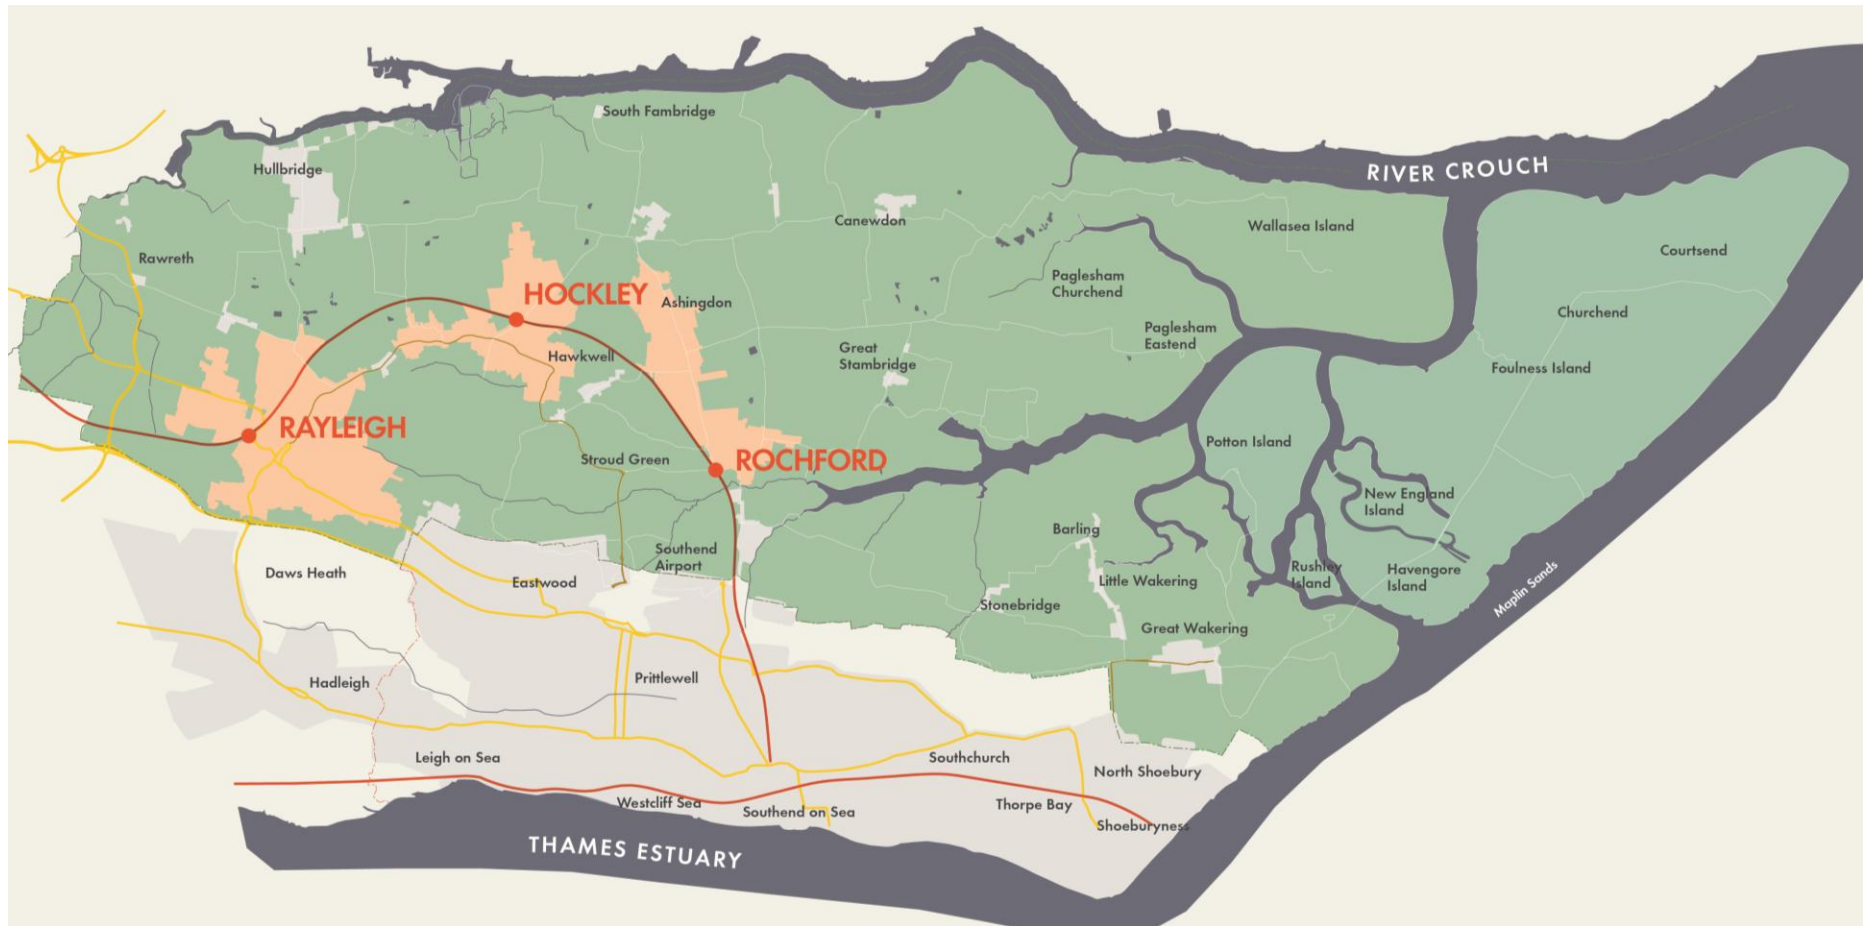 South Fambridge
RIVER CROUCH
Hullbridge
Canewdon
Wallasea Island
Courtsend
Rawreth
Paglesham
Churchend
HOCKLEY
Ashingdon
Churchend
Paglesham
Eastend
Hawkwell
Great
Stambridge
Foulness Island
RAYLEIGH
Potton Island
Stroud Green
ROCHFORD
New England
Island
Barling
Southend
Airport
Daws Heath
Eastwood
Little Wakering
Rushley
Island
Havengore
Island
Maplin Sands
Stonebridge
Great Wakering
Hadleigh
Prittlewell
Leigh on Sea
Southchurch
North Shoebury
Westcliff Sea
Southend on Sea
Thorpe Bay
Shoeburyness
THAMES ESTUARY